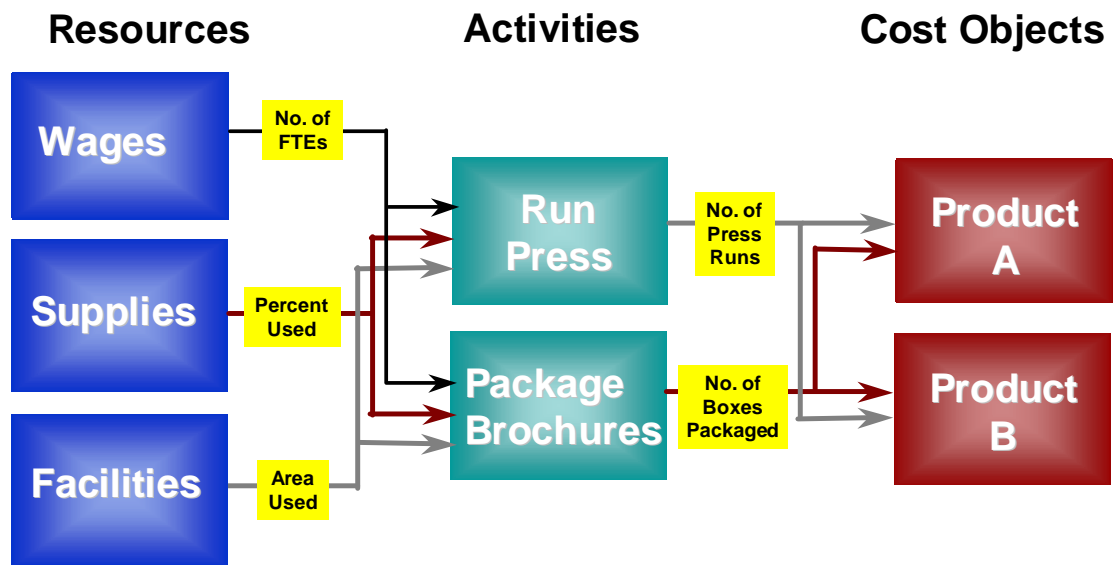 Resources
Activities
Cost Objects
Wages
No. of
FTEs
Supplies
Percent
Used
Facilities
Area
Used
Run
Press
No. of
Press
Runs
Package
Brochures
No. of
Boxes
Packaged
Product
A
Product
B